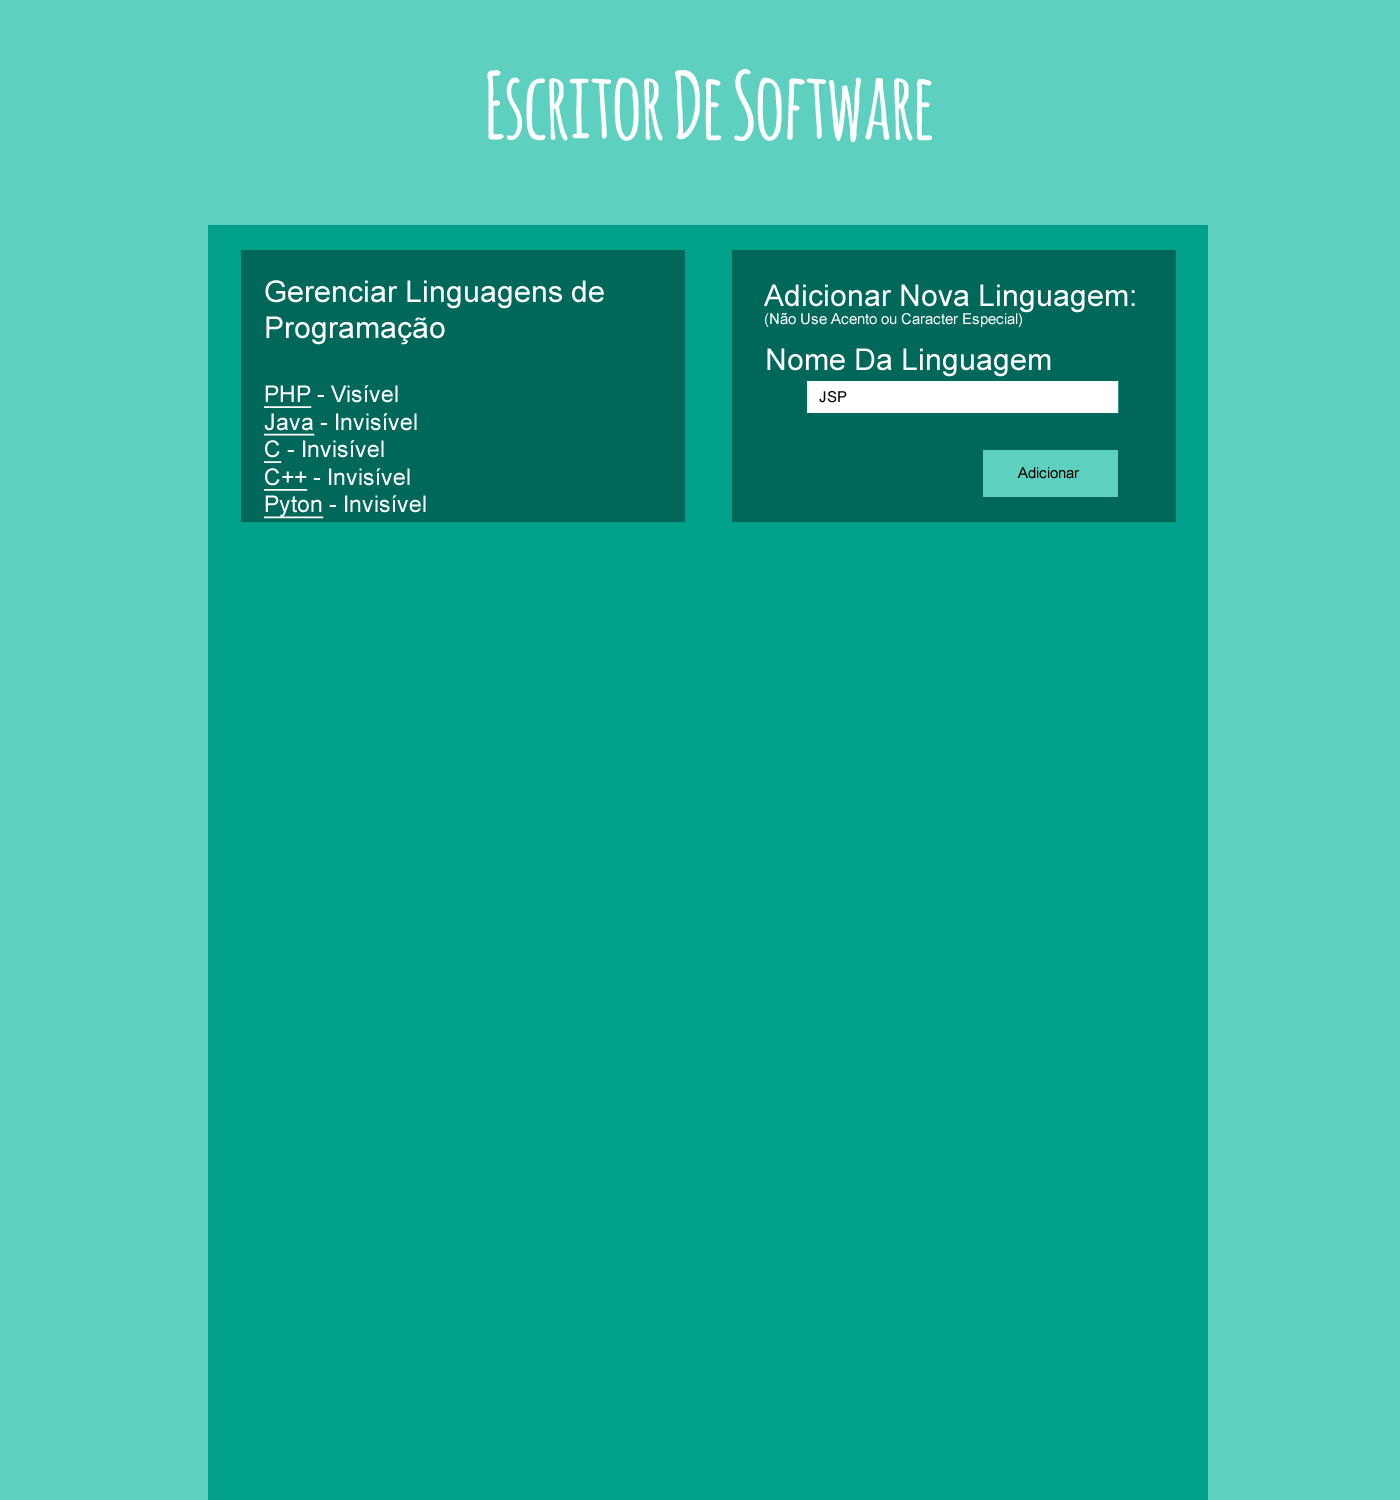 Escritor De Software
Gerenciar Linguagens de
Programação
PHP - Visível
Java - Invisível
C - Invisível
C++ - Invisível
Pyton - Invisível
Adicionar Nova Linguagem:
(Não Use Acento ou Caracter Especial)
Nome Da Linguagem
JSP
Adicionar